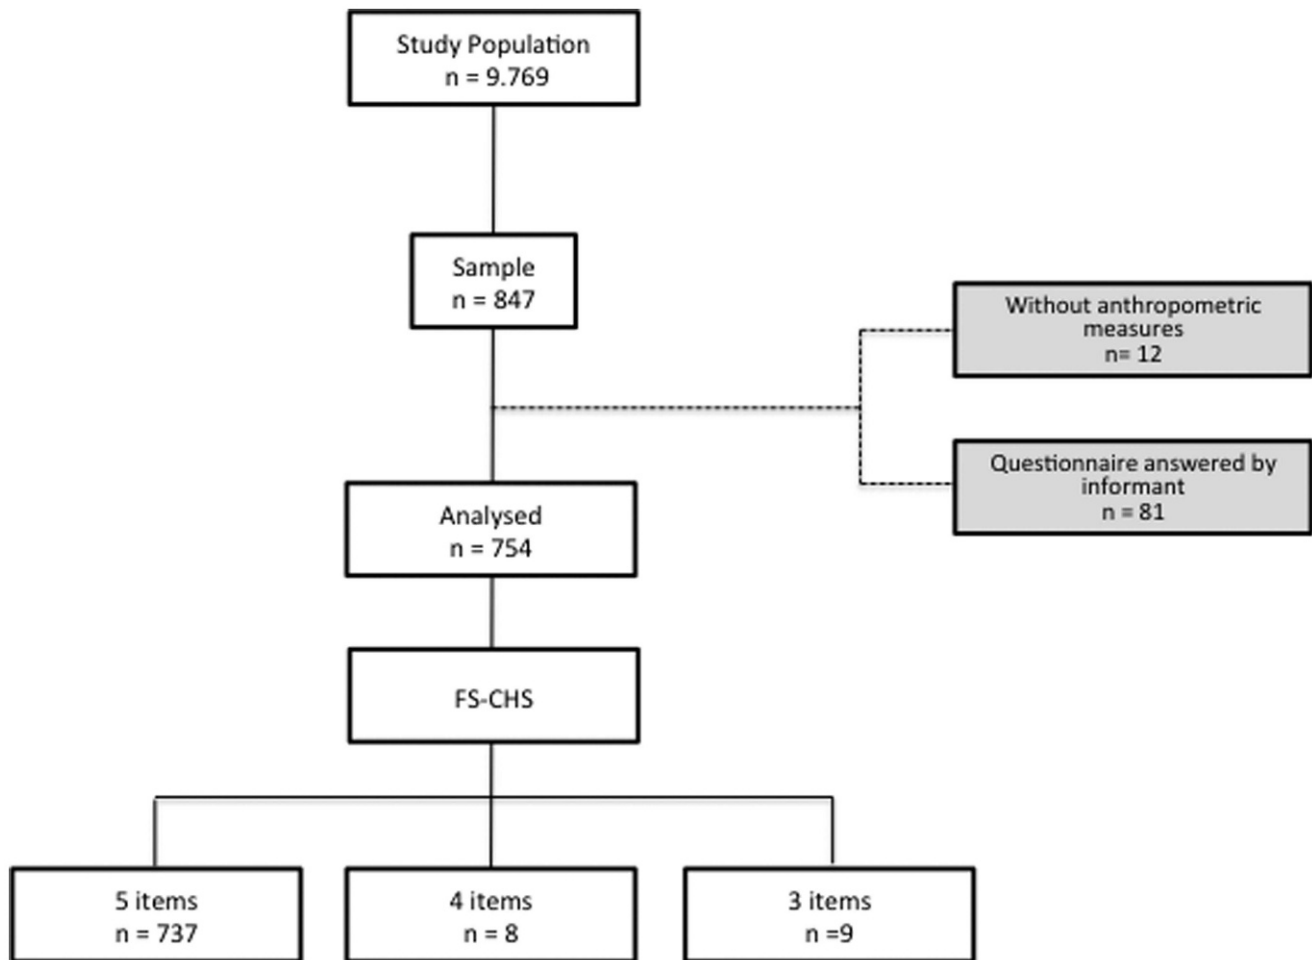 Study Population
n = 9.769
Sample
n = 847
Without anthropometric
measures
n= 12
Questionnaire answered by
informant
n = 81
Analysed
n = 754
FS-CHS
5 items
n = 737
4 items
n = 8
3 items
n =9